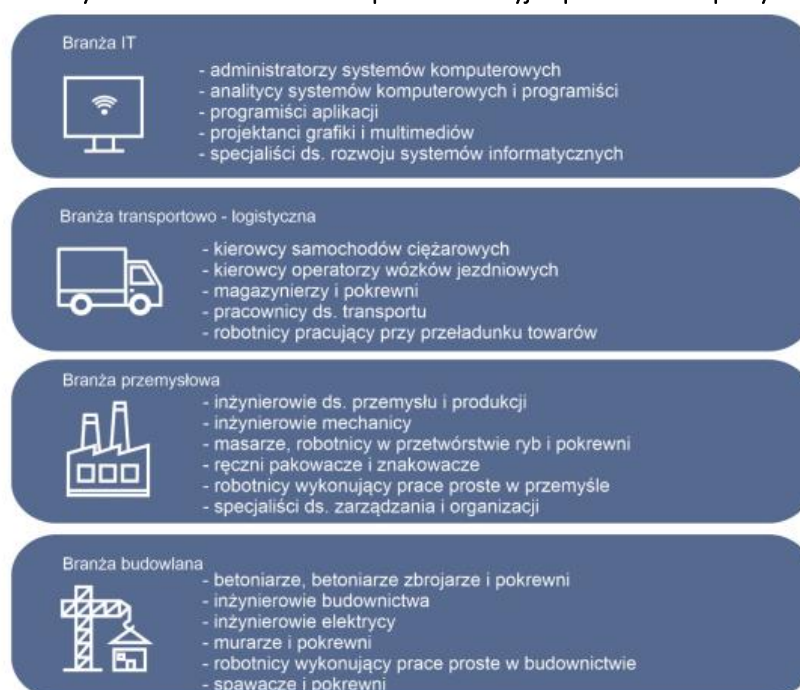 Branża IT
- administratorzy systemów komputerowych
- analitycy systemów komputerowych i programiści
- programiści aplikacji
- projektanci grafiki i multimediów
- specjaliści ds. rozwoju systemów informatycznych
Branża transportowo - logistyczna
- kierowcy samochodów ciężarowych
- kierowcy operatorzy wózków jezdniowych
- magazynierzy i pokrewni
- pracownicy ds. transportu
- robotnicy pracujący przy przeładunku towarów
Branża przemysłowa
- inżynierowie ds. przemysłu i produkcji
- inżynierowie mechanicy
- masarze, robotnicy w przetwórstwie ryb i pokrewni
- ręczni pakowacze i znakowacze
- robotnicy wykonujący prace proste w przemyśle
- specjaliści ds. zarządzania i organizacji
Branża budowlana
- betoniarze, betoniarze zbrojarze i pokrewni
- inżynierowie budownictwa
- inżynierowie elektrycy
- murarze i pokrewni
- robotnicy wykonujący prace proste w budownictwie
- spawacze i pokrewni